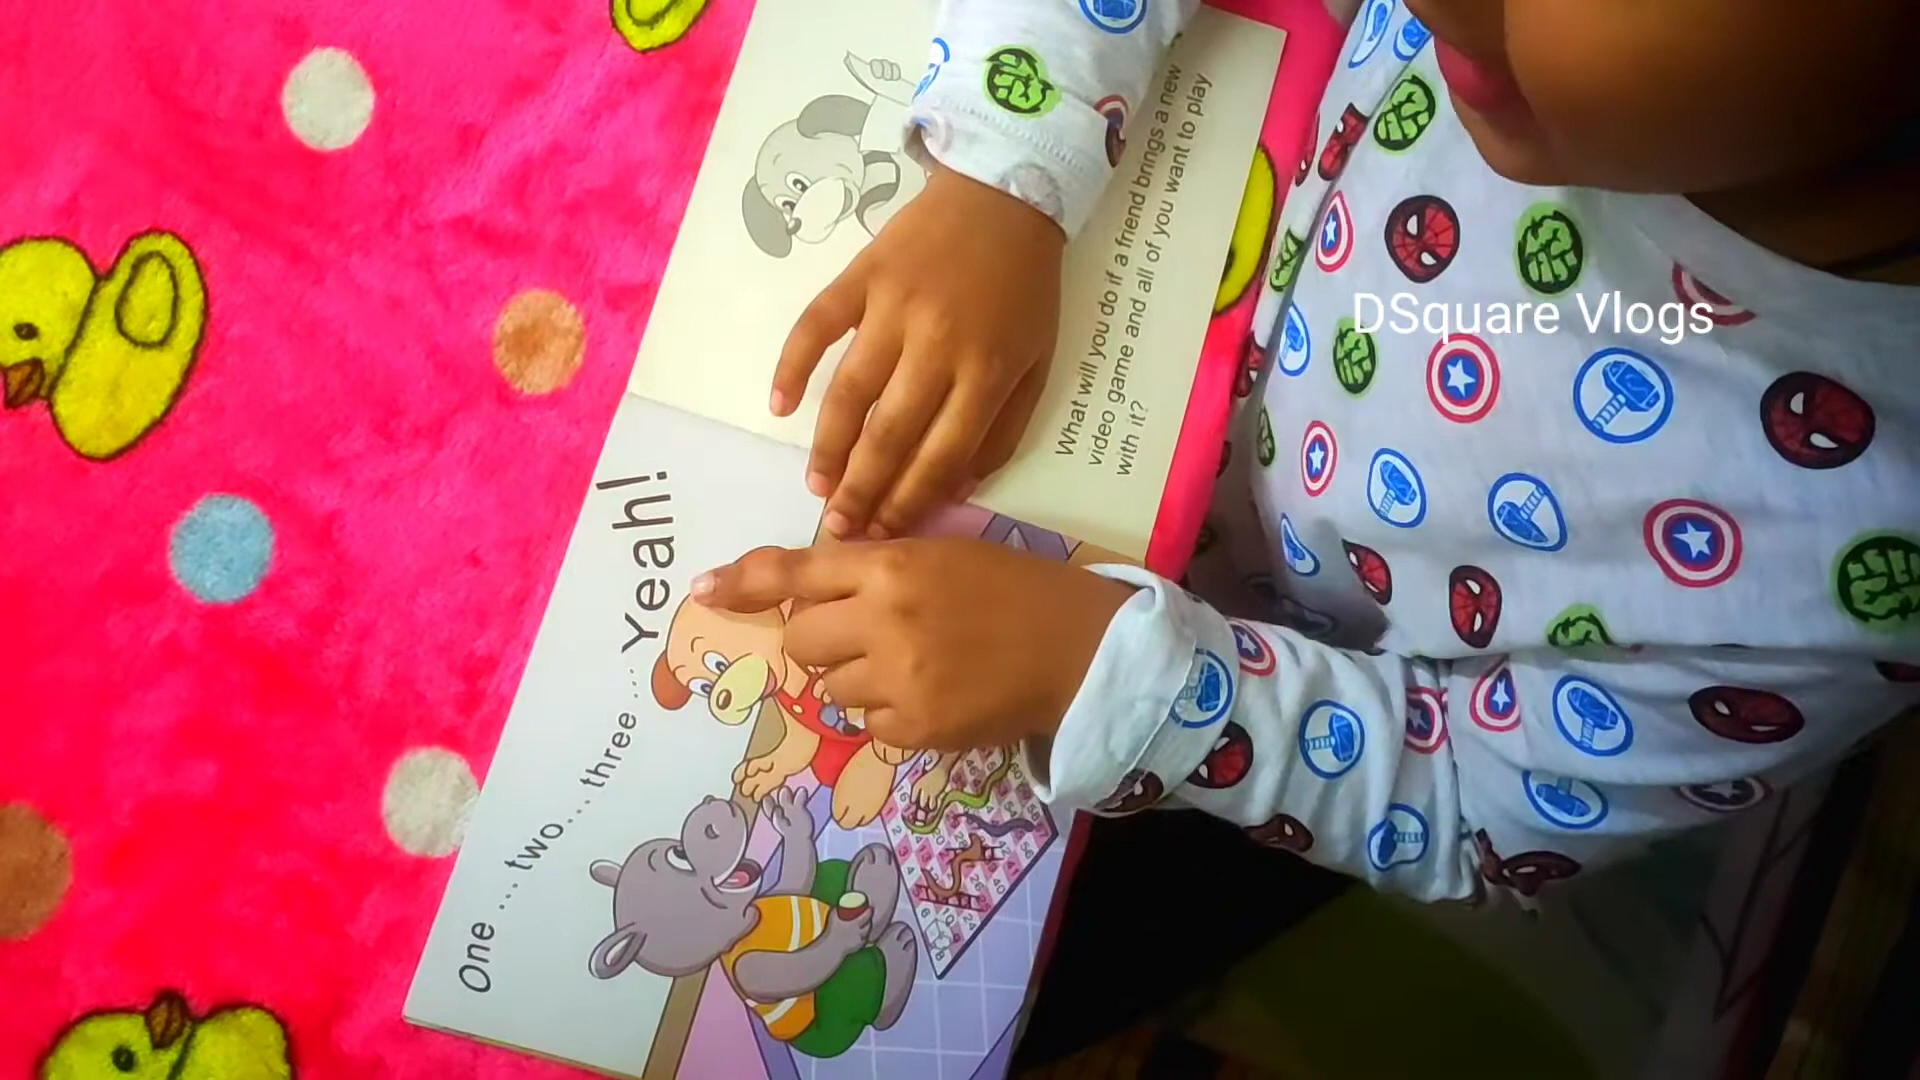 What will you do if a friend brings a new
video game and all of you want to play
with it?
One ... two... three .... Yeah!
DSquare Vlogs